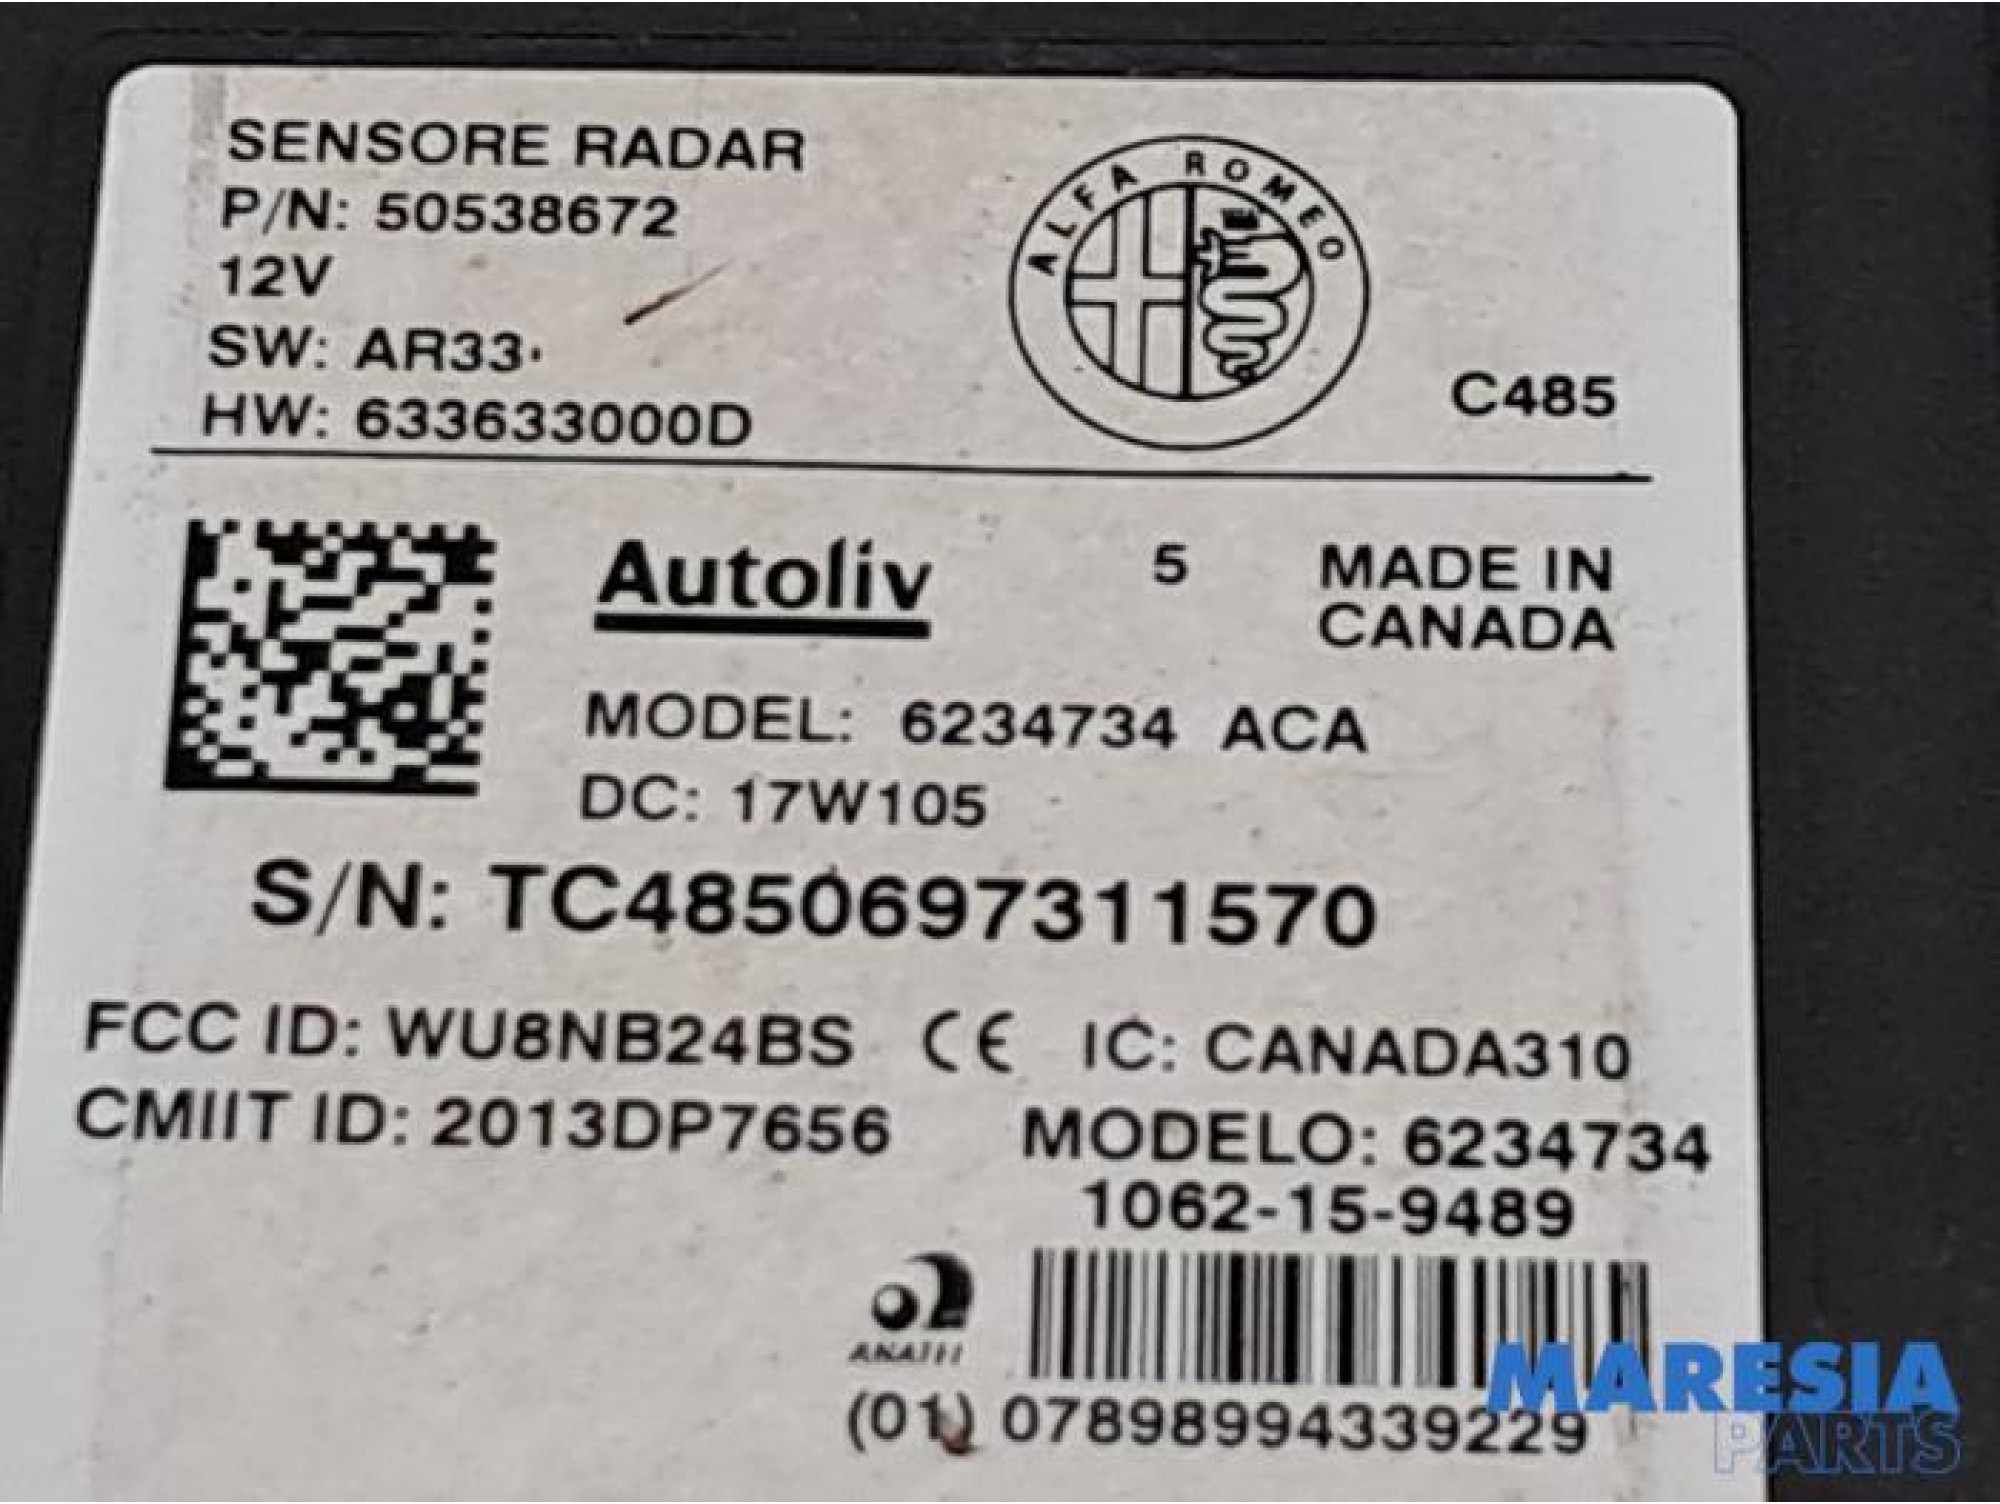 SENSORE RADAR
P/N: 50538672
12V
SW: AR33
HW: 633633000D
ALFA ROMEO
C485
Autoliv
5
MADE IN
CANADA
MODEL: 6234734 ACA
DC: 17W105
S/N: TC4850697311570
FCC ID: WU8NB24BS CE IC: CANADA310
CMIIT ID: 2013DP7656
MODELO: 6234734
1062-15-9489
ANATEL
(01) 07898994339229
MARESIA
PARTS